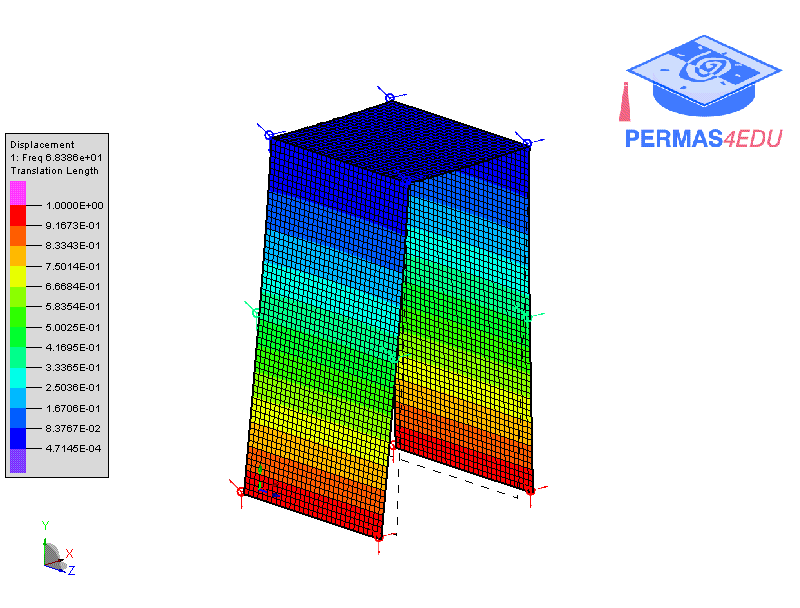 PERMAS4EDU
Displacement
1: Freq 6.8386e+01
Translation Length
1.0000E+00
9.1673E-01
8.3343E-01
7.5014E-01
6.6684E-01
5.8354E-01
5.0025E-01
4.1695E-01
3.3365E-01
2.5036E-01
1.6706E-01
8.3767E-02
4.7145E-04
Y
X
Z